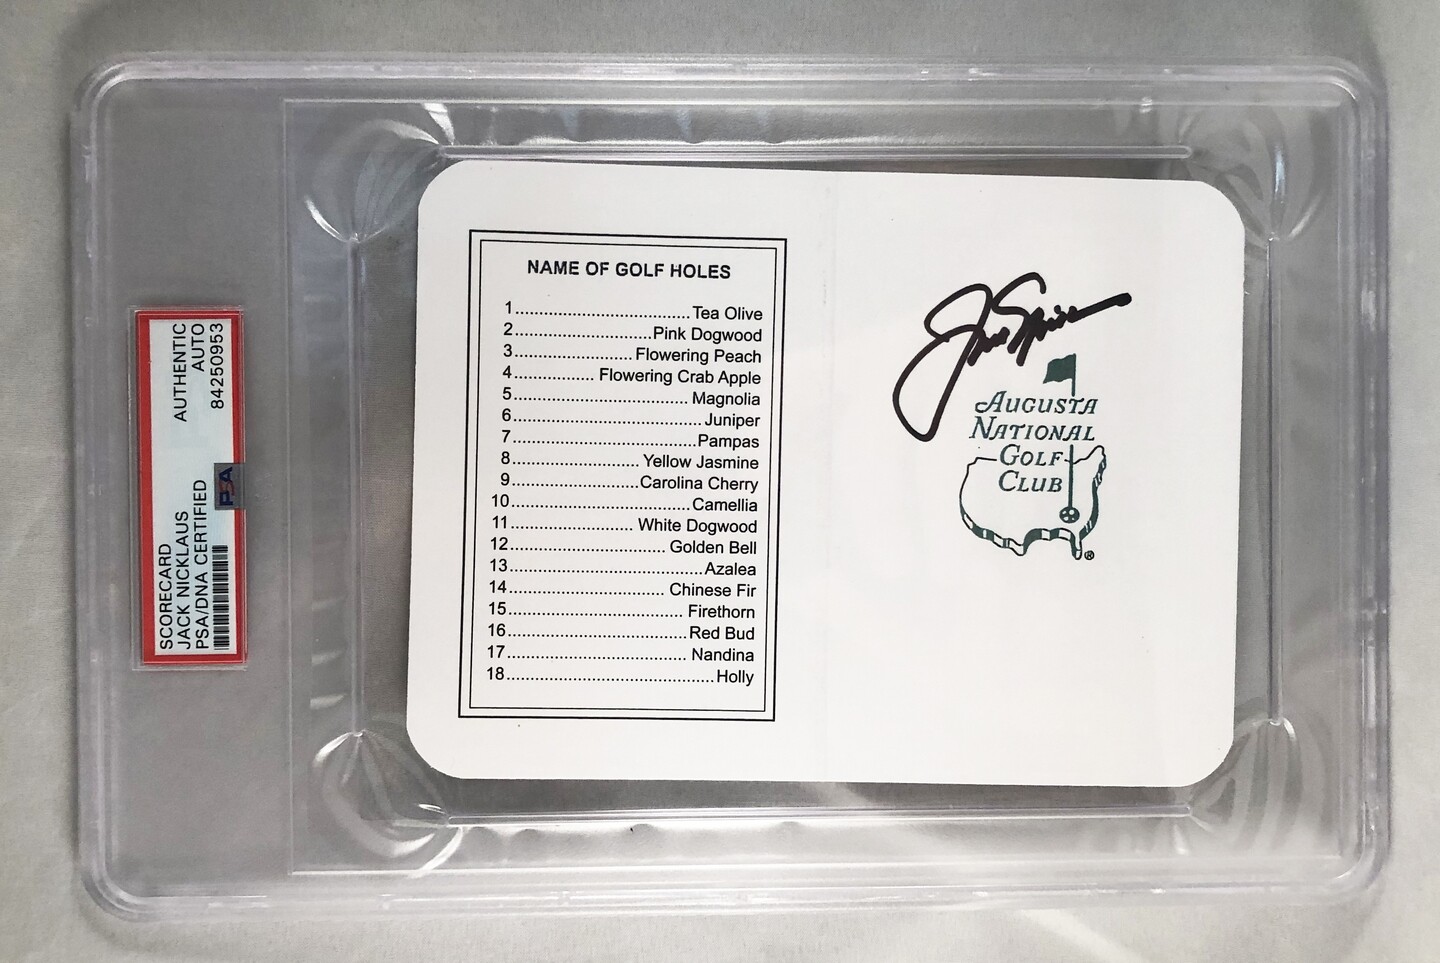 SCORECARD AUTHENTIC
JACK NICKLAUS AUTO
PSA/DNA CERTIFIED 84250953
PSA
NAME OF GOLF HOLES
1..........Tea Olive
2..........Pink Dogwood
3..........Flowering Peach
4..........Flowering Crab Apple
5..........Magnolia
6..........Juniper
7..........Pampas
8..........Yellow Jasmine
9..........Carolina Cherry
10..........Camellia
11..........White Dogwood
12..........Golden Bell
13..........Azalea
14..........Chinese Fir
15..........Firethorn
16..........Red Bud
17..........Nandina
18..........Holly
AUGUSTA
NATIONAL
GOLF
CLUB
®